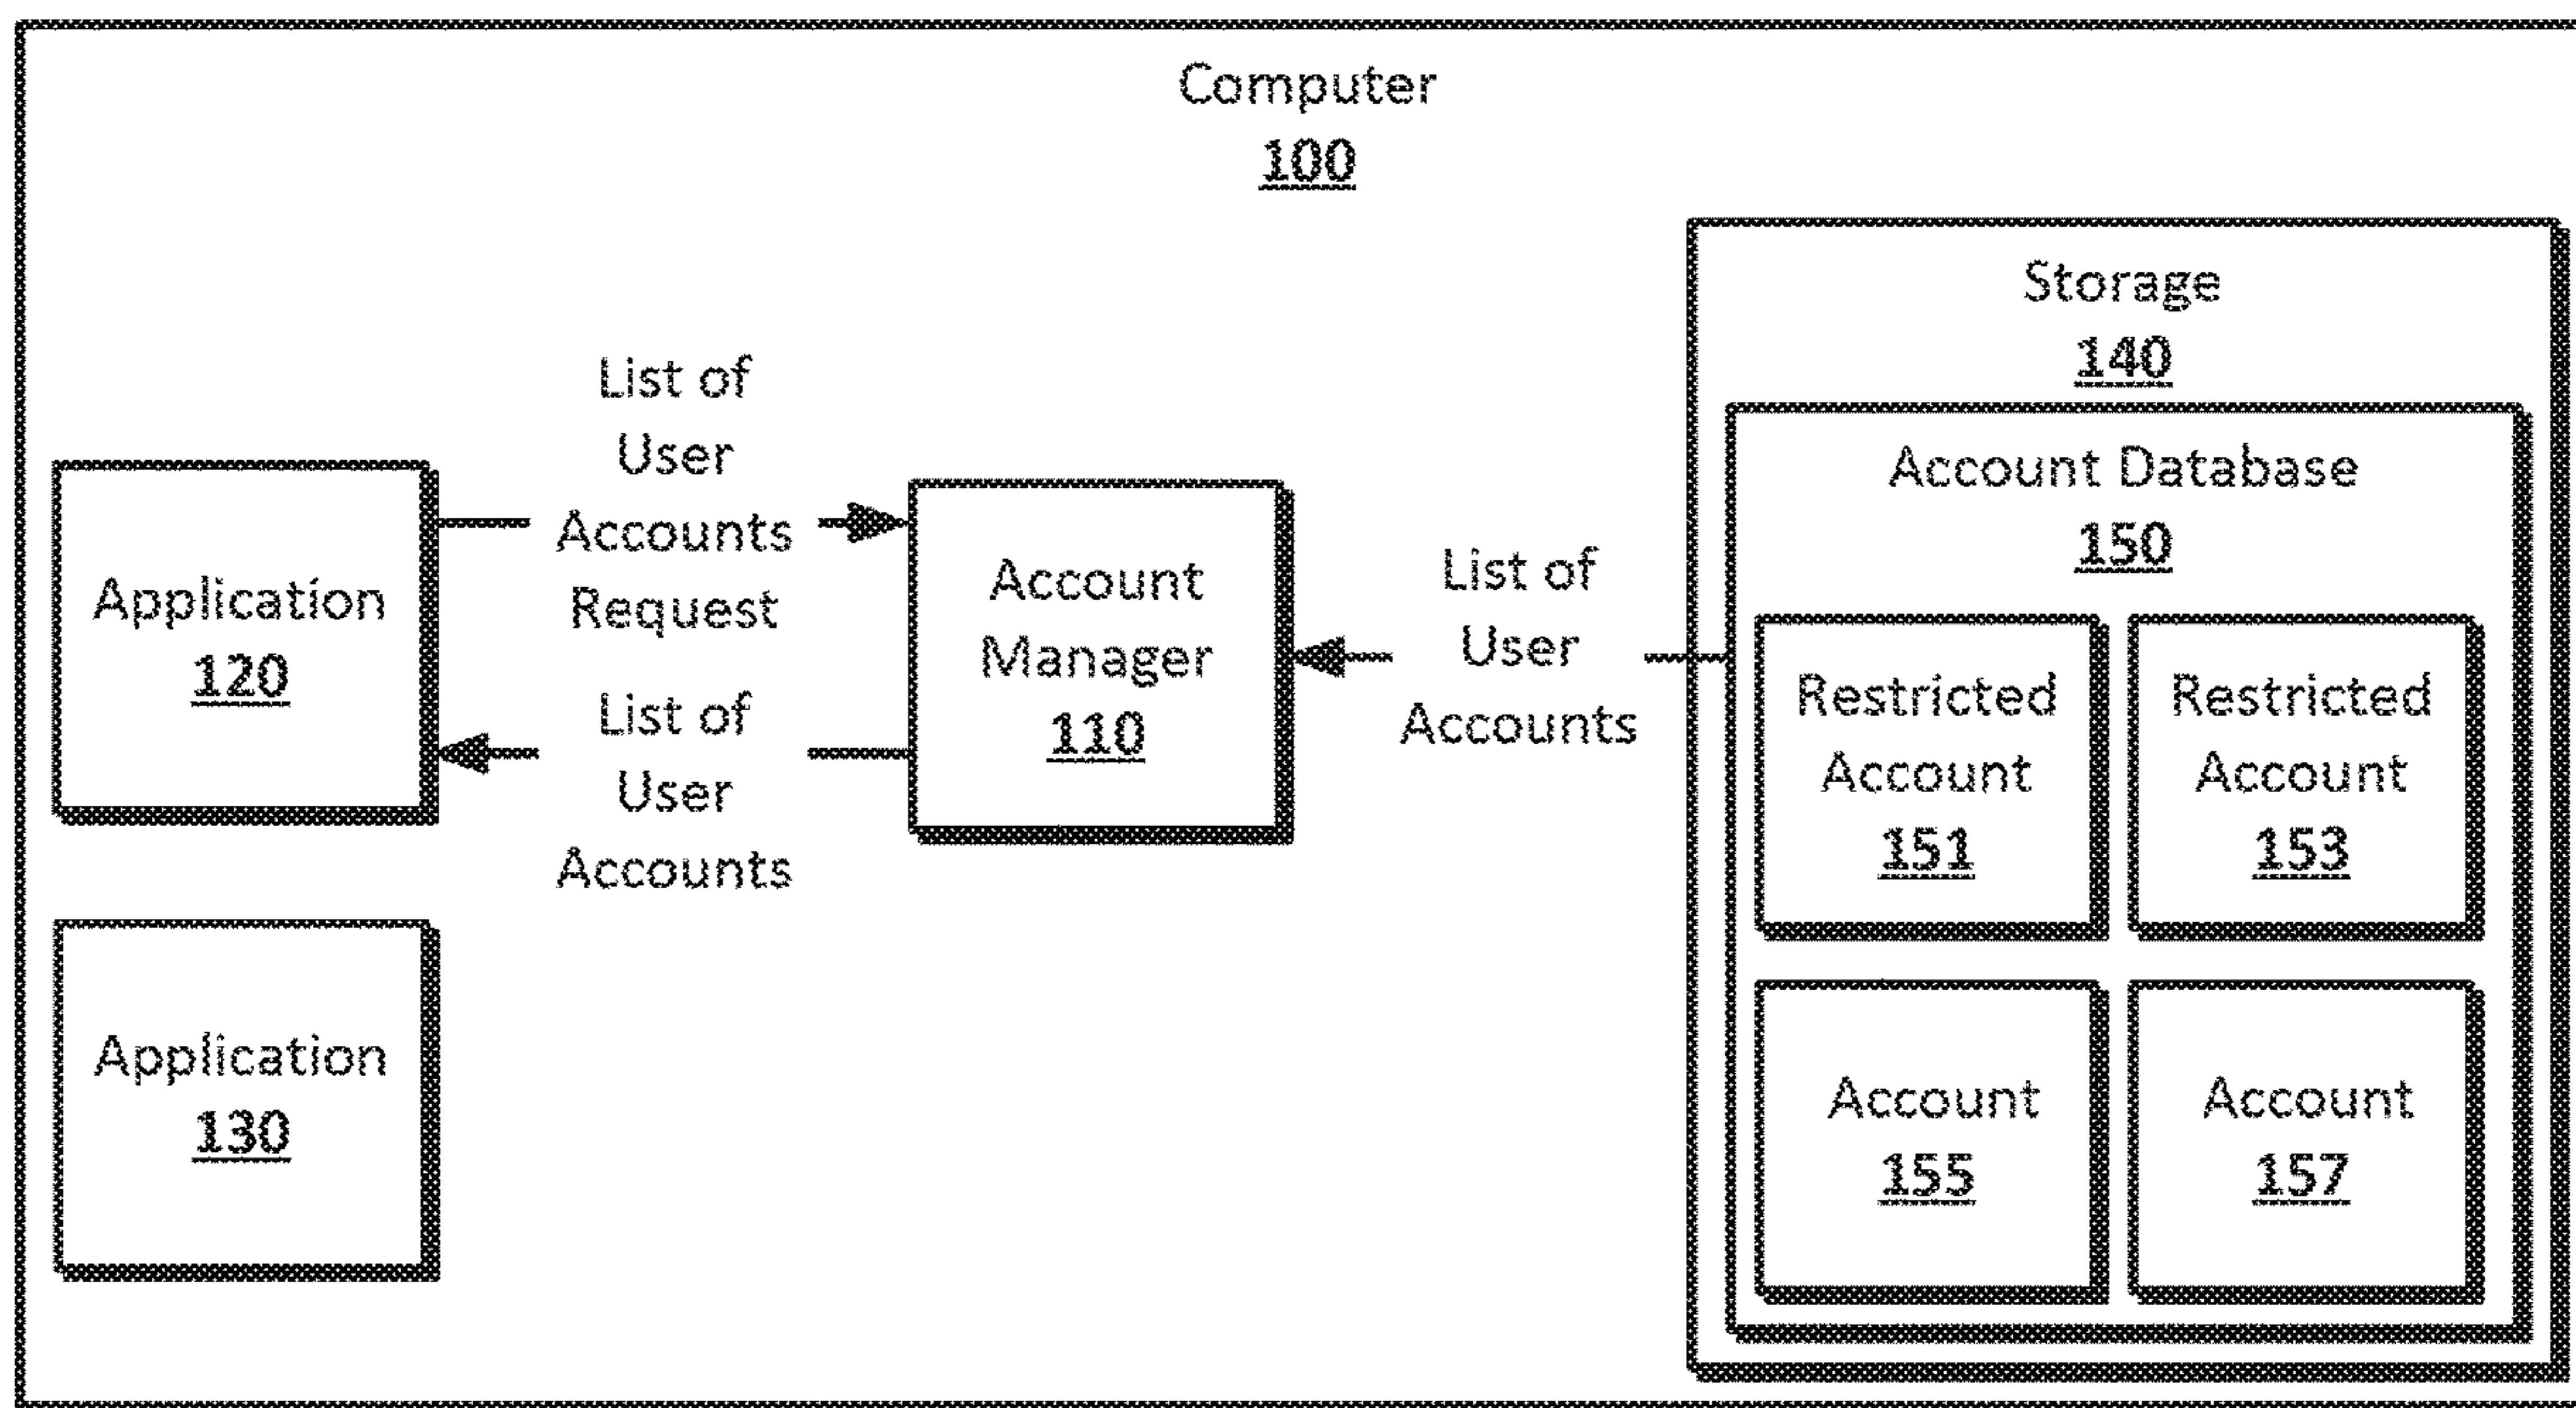 Computer
100
Storage
140
Account Database
150
List of
User
Accounts
Request
Application
120
Account
Manager
110
List of
User
Accounts
List of
User
Accounts
Restricted
Account
151
Restricted
Account
153
Application
130
Account
155
Account
157